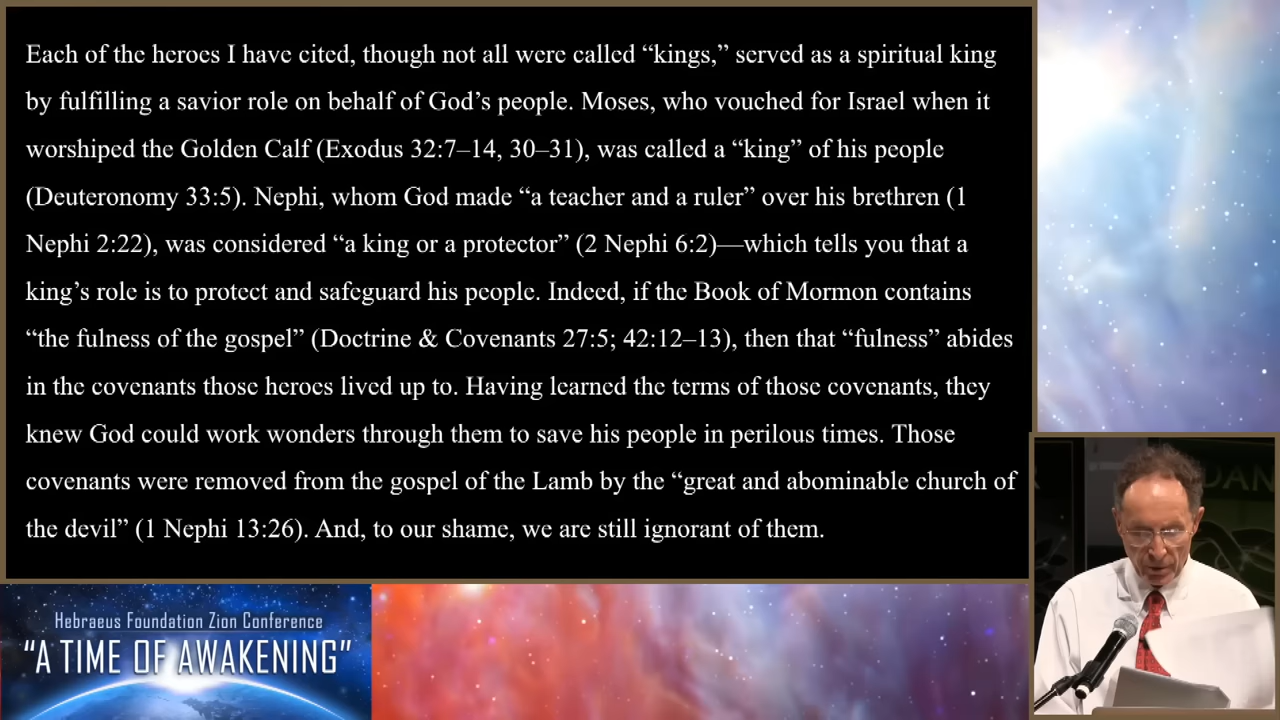 Each of the heroes I have cited, though not all were called “kings,” served as a spiritual king
by fulfilling a savior role on behalf of God’s people. Moses, who vouched for Israel when it
worshiped the Golden Calf (Exodus 32:7–14, 30–31), was called a “king” of his people
(Deuteronomy 33:5). Nephi, whom God made “a teacher and a ruler” over his brethren (1
Nephi 2:22), was considered “a king or a protector” (2 Nephi 6:2)—which tells you that a
king’s role is to protect and safeguard his people. Indeed, if the Book of Mormon contains
“the fulness of the gospel” (Doctrine & Covenants 27:5; 42:12–13), then that “fulness” abides
in the covenants those heroes lived up to. Having learned the terms of those covenants, they
knew God could work wonders through them to save his people in perilous times. Those
covenants were removed from the gospel of the Lamb by the “great and abominable church of
the devil” (1 Nephi 13:26). And, to our shame, we are still ignorant of them.
Hebraeus Foundation Zion Conference
“A TIME OF AWAKENING”